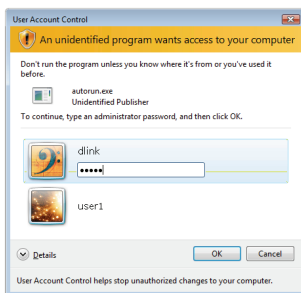 User Account Control
An unidentified program wants access to your computer
Don't run the program unless you know where it's from or you've used it
before.
autorun.exe
Unidentified Publisher
To continue, type an administrator password, and then click OK.
dlink
•••••
user1
Details
OK Cancel
User Account Control helps stop unauthorized changes to your computer.